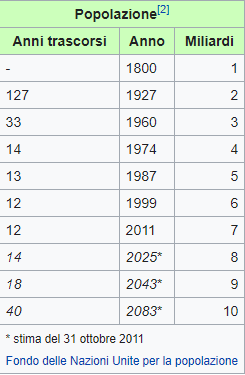 Popolazione[2]
Anni trascorsi Anno Miliardi
- 1800 1
127 1927 2
33 1960 3
14 1974 4
13 1987 5
12 1999 6
12 2011 7
14 2025* 8
18 2043* 9
40 2083* 10
* stima del 31 ottobre 2011
Fondo delle Nazioni Unite per la popolazione